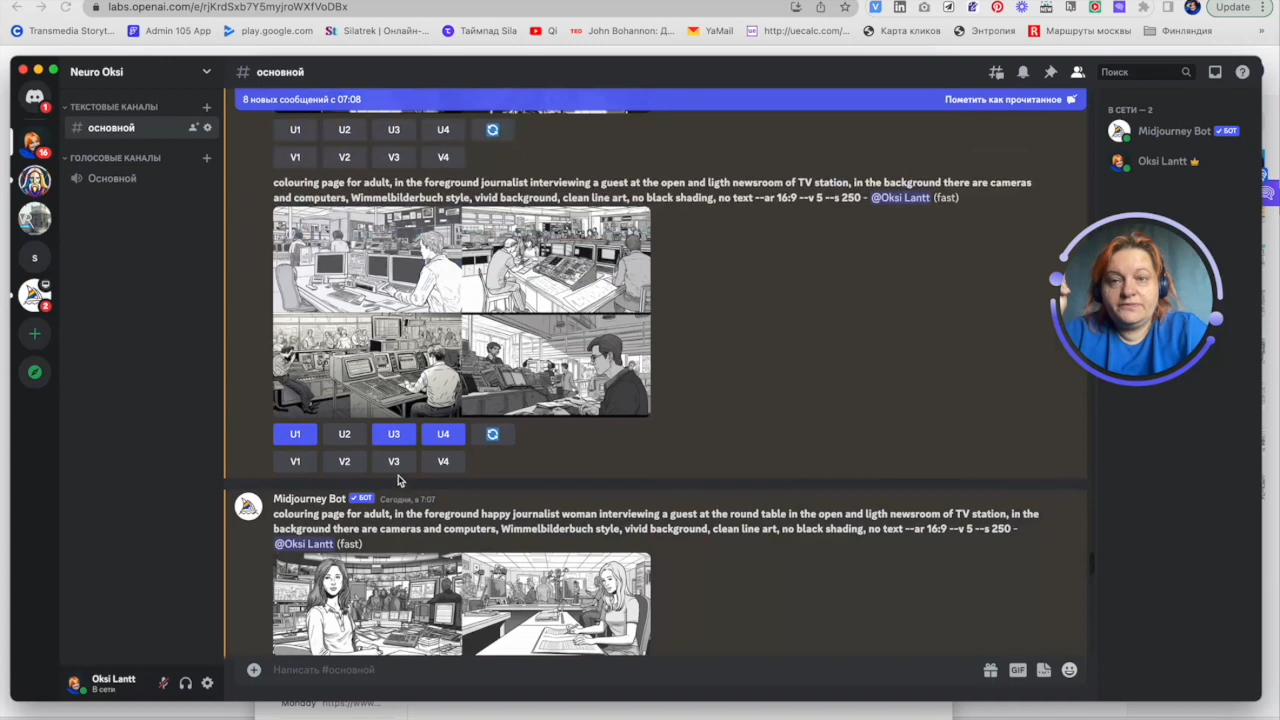 labs.openai.com/e/rjKrdSxb7Y5myjroWXfVoDBx
Update
Transmedia Storyt...
Admin 105 App
play.google.com
Silatrek | Онлайн-...
Таймпад Sila
Qi
TED
John Bohannon: Д...
YaMail
http://uecalc.com/...
Карта кликов
Энтропия
Маршруты москвы
Финляндия
»
Neuro Oksi
# основной
Поиск
8 новых сообщений с 07:08
Пометить как прочитанное
ТЕКСТОВЫЕ КАНАЛЫ
# основной
ГОЛОСОВЫЕ КАНАЛЫ
Основной
1
16
s
2
В СЕТИ — 2
Midjourney Bot ✓ БОТ
Oksi Lantt
U1 U2 U3 U4
V1 V2 V3 V4
colouring page for adult, in the foreground journalist interviewing a guest at the open and ligth newsroom of TV station, in the background there are cameras
and computers, Wimmelbilderbuch style, vivid background, clean line art, no black shading, no text --ar 16:9 --v 5 --s 250 - @Oksi Lantt (fast)
U1 U2 U3 U4
V1 V2 V3 V4
Midjourney Bot ✓ БОТ Сегодня, в 7:07
colouring page for adult, in the foreground happy journalist woman interviewing a guest at the round table in the open and ligth newsroom of TV station, in the
background there are cameras and computers, Wimmelbilderbuch style, vivid background, clean line art, no black shading, no text --ar 16:9 --v 5 --s 250 -
@Oksi Lantt (fast)
Написать #основной
GIF
Oksi Lantt
В сети
Monday https://www...